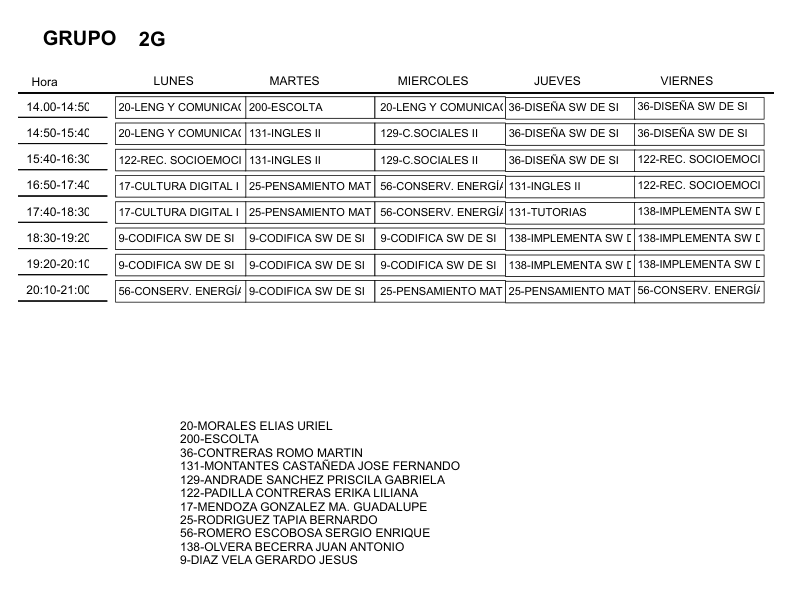 GRUPO 2G
Hora LUNES MARTES MIERCOLES JUEVES VIERNES
14.00-14:50 20-LENG Y COMUNICAC 200-ESCOLTA 20-LENG Y COMUNICAC 36-DISEÑA SW DE SI 36-DISEÑA SW DE SI
14:50-15:40 20-LENG Y COMUNICAC 131-INGLES II 129-C.SOCIALES II 36-DISEÑA SW DE SI 36-DISEÑA SW DE SI
15:40-16:30 122-REC. SOCIOEMOCI 131-INGLES II 129-C.SOCIALES II 36-DISEÑA SW DE SI 122-REC. SOCIOEMOCI
16:50-17:40 17-CULTURA DIGITAL I 25-PENSAMIENTO MAT 56-CONSERV. ENERGÍA 131-INGLES II 122-REC. SOCIOEMOCI
17:40-18:30 17-CULTURA DIGITAL I 25-PENSAMIENTO MAT 56-CONSERV. ENERGÍA 131-TUTORIAS 138-IMPLEMENTA SW D
18:30-19:20 9-CODIFICA SW DE SI 9-CODIFICA SW DE SI 9-CODIFICA SW DE SI 138-IMPLEMENTA SW D 138-IMPLEMENTA SW D
19:20-20:10 9-CODIFICA SW DE SI 9-CODIFICA SW DE SI 9-CODIFICA SW DE SI 138-IMPLEMENTA SW D 138-IMPLEMENTA SW D
20:10-21:00 56-CONSERV. ENERGÍA 9-CODIFICA SW DE SI 25-PENSAMIENTO MAT 25-PENSAMIENTO MAT 56-CONSERV. ENERGÍA
20-MORALES ELIAS URIEL
200-ESCOLTA
36-CONTRERAS ROMO MARTIN
131-MONTANTES CASTAÑEDA JOSE FERNANDO
129-ANDRADE SANCHEZ PRISCILA GABRIELA
122-PADILLA CONTRERAS ERIKA LILIANA
17-MENDOZA GONZALEZ MA. GUADALUPE
25-RODRIGUEZ TAPIA BERNARDO
56-ROMERO ESCOBOSA SERGIO ENRIQUE
138-OLVERA BECERRA JUAN ANTONIO
9-DIAZ VELA GERARDO JESUS